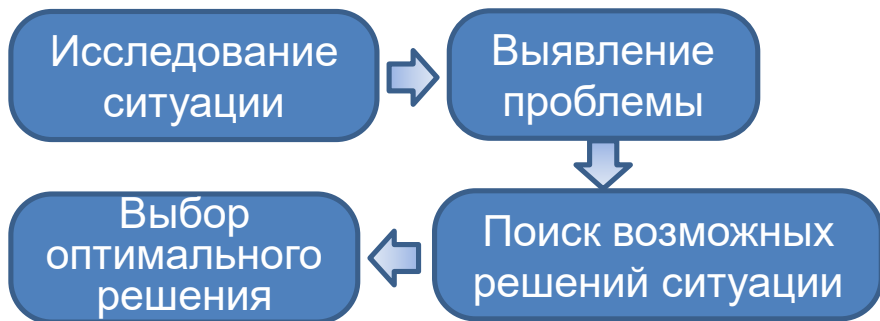 Исследование
ситуации
Выявление
проблемы
Поиск возможных
решений ситуации
Выбор
оптимального
решения